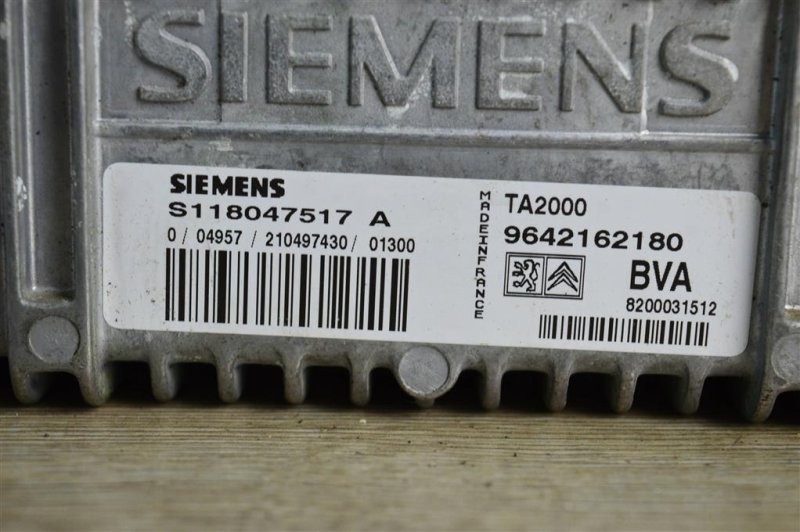 SIEMENS
SIEMENS
S118047517 A
0 / 04957 / 210497430 / 01300
MADEINFRANCE
TA2000
9642162180
BVA
8200031512